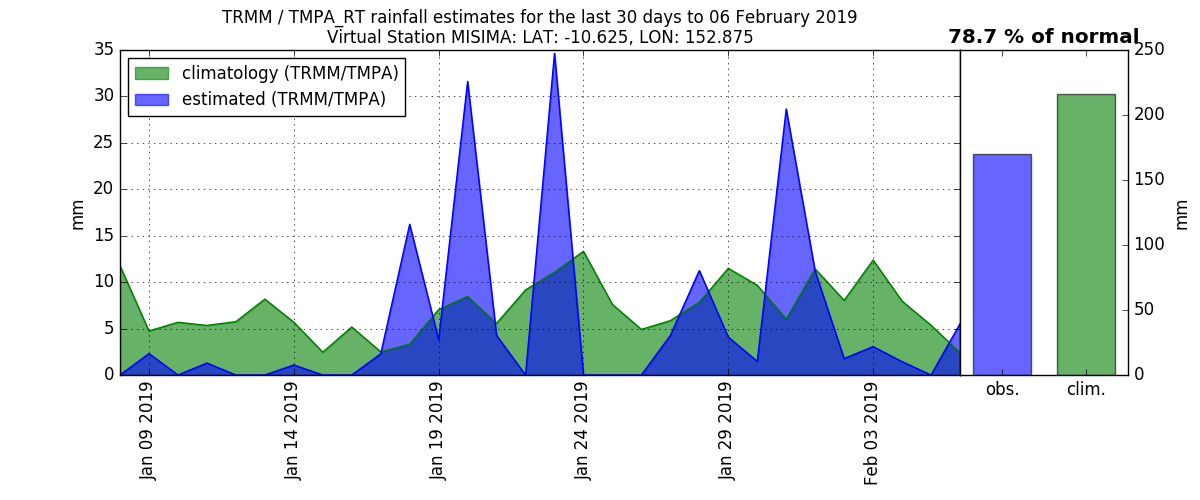 TRMM / TMPA_RT rainfall estimates for the last 30 days to 06 February 2019
Virtual Station MISIMA: LAT: -10.625, LON: 152.875
78.7 % of normal
climatology (TRMM/TMPA)
estimated (TRMM/TMPA)
35
30
25
20
15
10
5
0
mm
Jan 09 2019
Jan 14 2019
Jan 19 2019
Jan 24 2019
Jan 29 2019
Feb 03 2019
obs.
clim.
250
200
150
100
50
0
mm